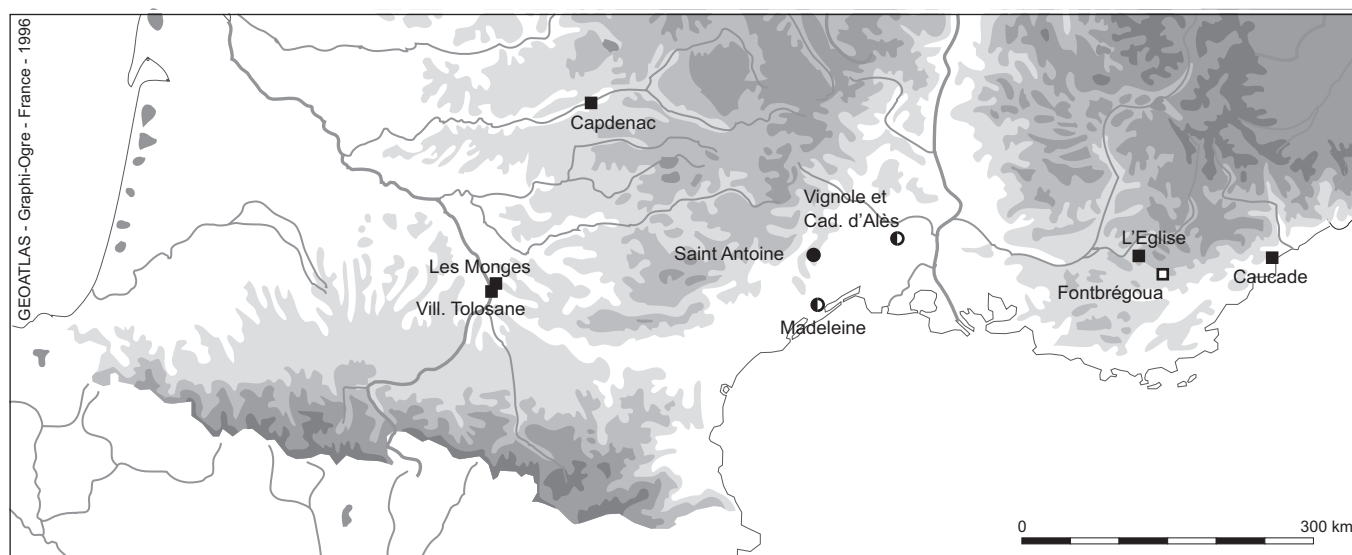 GEOATLAS - Graphi-Ogre - France - 1996
Capdenac
Vignole et
Cad. d'Alès
Saint Antoine
L'Eglise
Les Monges
Caucade
Fontbrégoua
Vill. Tolosane
Madeleine
0 300 km